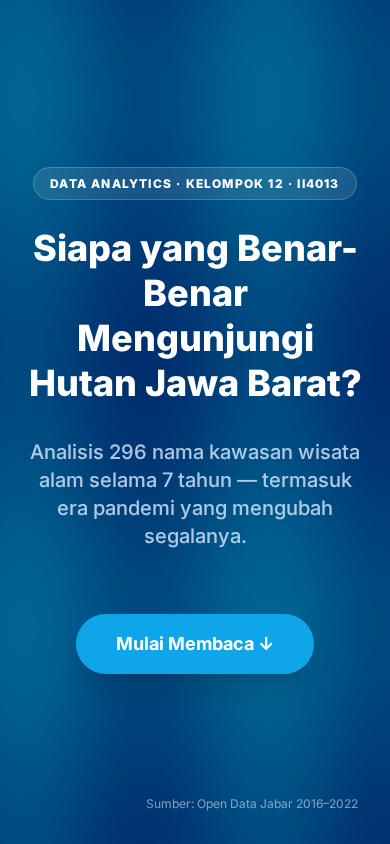 DATA ANALYTICS · KELOMPOK 12 · II4013
Siapa yang Benar-
Benar
Mengunjungi
Hutan Jawa Barat?
Analisis 296 nama kawasan wisata
alam selama 7 tahun — termasuk
era pandemi yang mengubah
segalanya.
Mulai Membaca ↓
Sumber: Open Data Jabar 2016–2022